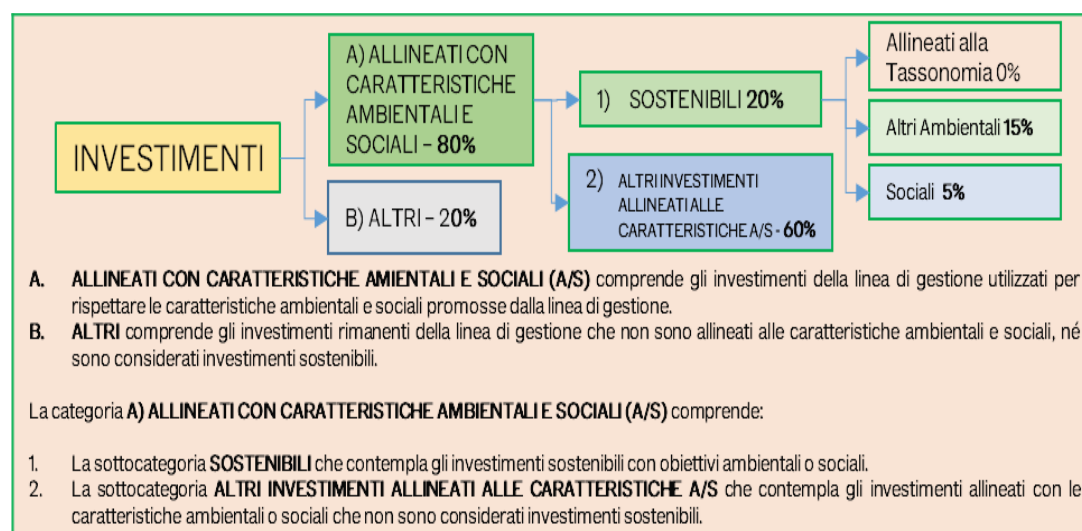 INVESTIMENTI
A) ALLINEATI CON
CARATTERISTICHE
AMBIENTALI E
SOCIALI – 80%
B) ALTRI – 20%
1) SOSTENIBILI 20%
2) ALTRI INVESTIMENTI
ALLINEATI ALLE
CARATTERISTICHE A/S - 60%
Allineati alla
Tassonomia 0%
Altri Ambientali 15%
Sociali 5%
A. ALLINEATI CON CARATTERISTICHE AMIENTALI E SOCIALI (A/S) comprende gli investimenti della linea di gestione utilizzati per
rispettare le caratteristiche ambientali e sociali promosse dalla linea di gestione.
B. ALTRI comprende gli investimenti rimanenti della linea di gestione che non sono allineati alle caratteristiche ambientali e sociali, né
sono considerati investimenti sostenibili.
La categoria A) ALLINEATI CON CARATTERISTICHE AMBIENTALI E SOCIALI (A/S) comprende:
1. La sottocategoria SOSTENIBILI che contempla gli investimenti sostenibili con obiettivi ambientali o sociali.
2. La sottocategoria ALTRI INVESTIMENTI ALLINEATI ALLE CARATTERISTICHE A/S che contempla gli investimenti allineati con le
caratteristiche ambientali o sociali che non sono considerati investimenti sostenibili.